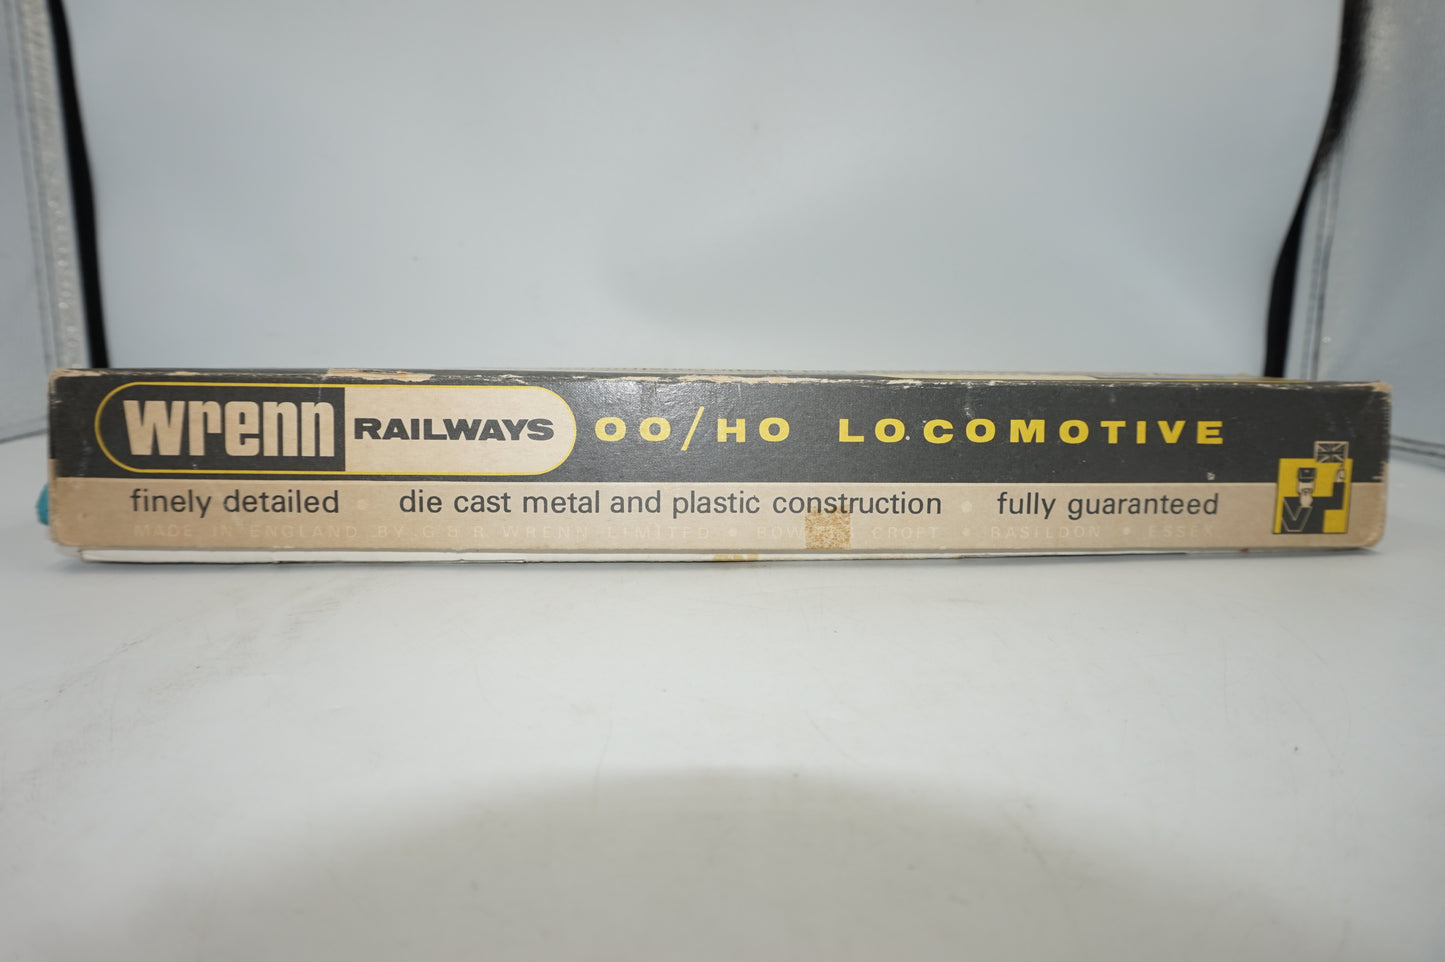 wrenn RAILWAYS OO/HO LOCOMOTIVE
finely detailed • die cast metal and plastic construction • fully guaranteed
MADE IN ENGLAND BY G & R WRENN LIMITED • CROFT • BASILDON • ESSEX